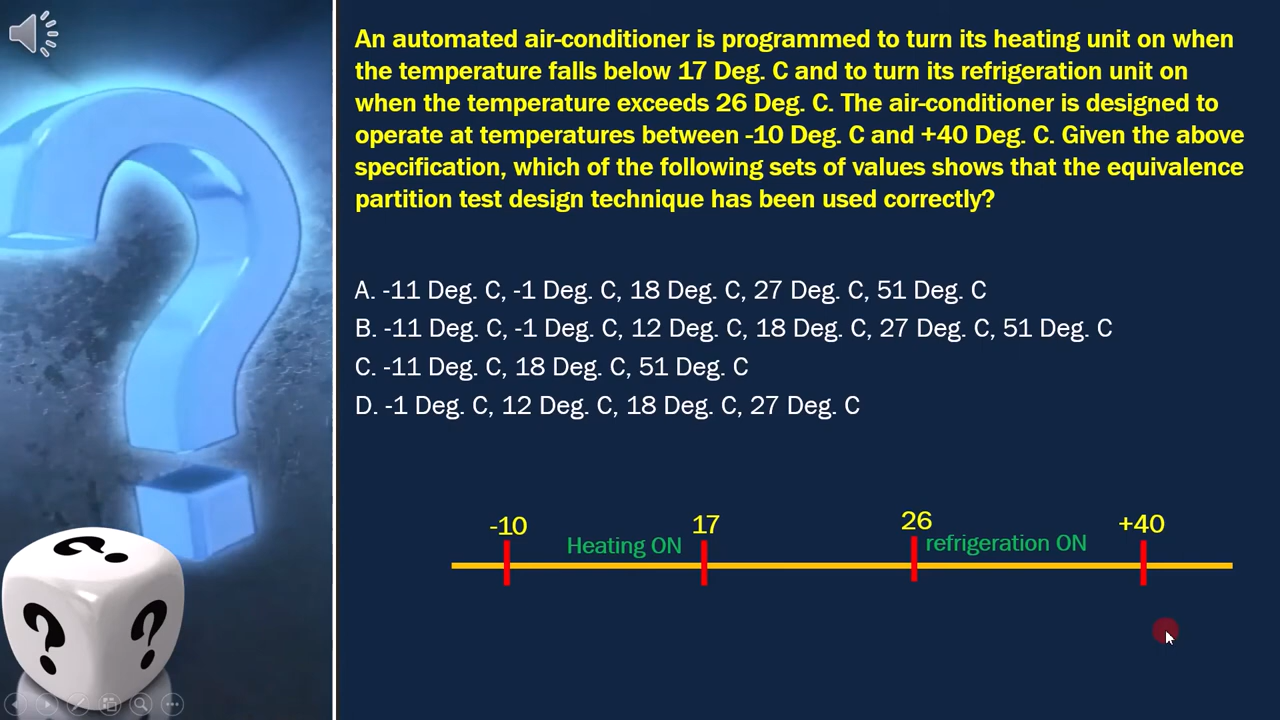 An automated air-conditioner is programmed to turn its heating unit on when
the temperature falls below 17 Deg. C and to turn its refrigeration unit on
when the temperature exceeds 26 Deg. C. The air-conditioner is designed to
operate at temperatures between -10 Deg. C and +40 Deg. C. Given the above
specification, which of the following sets of values shows that the equivalence
partition test design technique has been used correctly?
A. -11 Deg. C, -1 Deg. C, 18 Deg. C, 27 Deg. C, 51 Deg. C
B. -11 Deg. C, -1 Deg. C, 12 Deg. C, 18 Deg. C, 27 Deg. C, 51 Deg. C
C. -11 Deg. C, 18 Deg. C, 51 Deg. C
D. -1 Deg. C, 12 Deg. C, 18 Deg. C, 27 Deg. C
-10 17 26 +40
Heating ON refrigeration ON